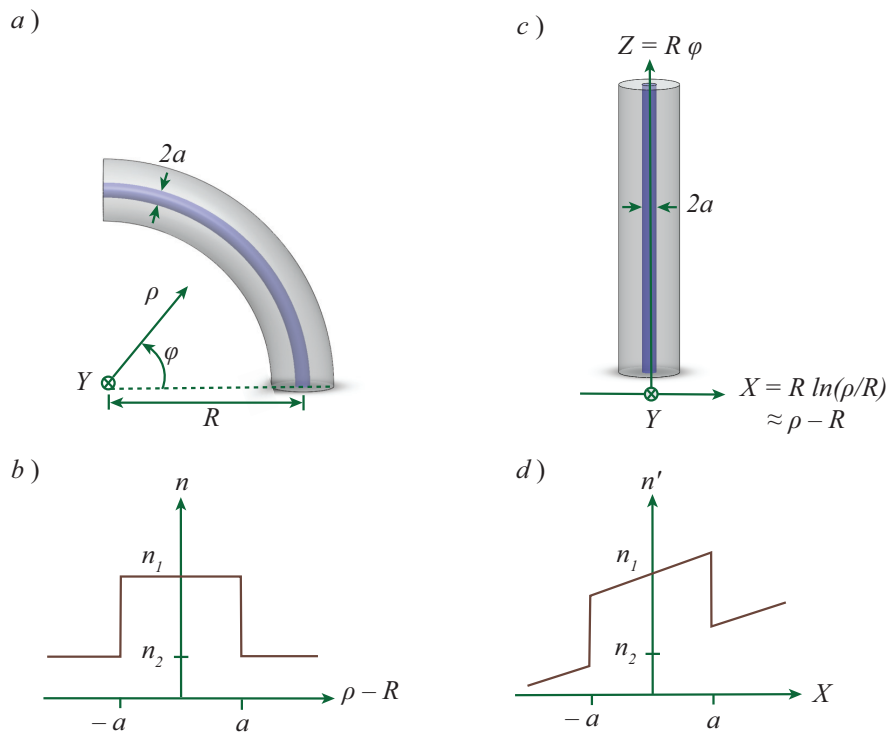 a )
2a
ρ
φ
Y
R
b )
n
n1
n2
ρ – R
– a
a
c )
Z = R φ
2a
X = R ln(ρ/R)
≈ ρ – R
Y
d )
n′
n1
n2
X
– a
a